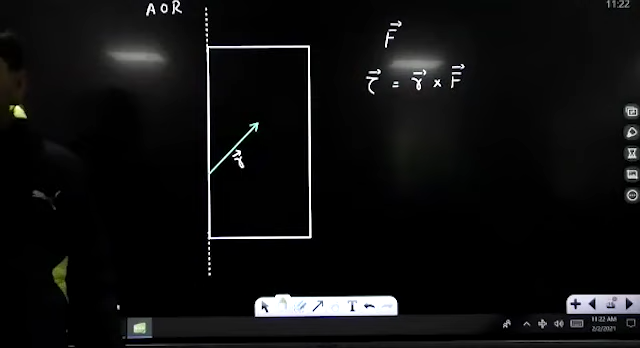 AOR
11:22
F⃗
τ⃗ = r⃗ × F⃗
r⃗
T
11:22 AM
2/2/2021